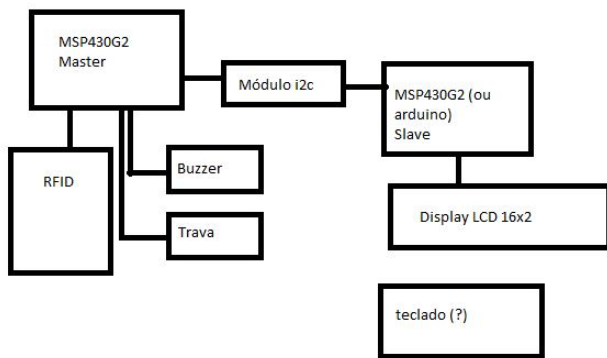 MSP430G2
Master
Módulo i2c
MSP430G2 (ou
arduino)
Slave
RFID
Buzzer
Trava
Display LCD 16x2
teclado (?)